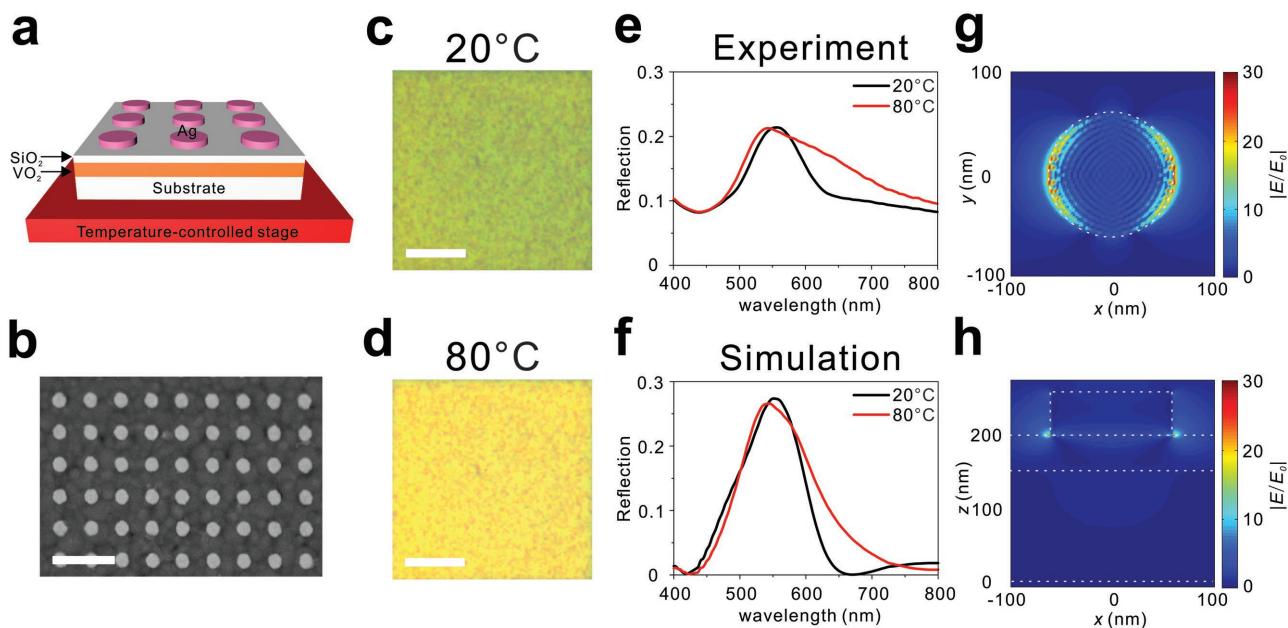 a
Ag
SiO₂
VO₂
Substrate
Temperature-controlled stage
b
c
20°C
d
80°C
e
Experiment
0.3
0.2
0.1
0
Reflection
20°C
80°C
400 500 600 700 800
wavelength (nm)
f
Simulation
0.3
0.2
0.1
0
Reflection
20°C
80°C
400 500 600 700 800
wavelength (nm)
g
100
0
-100
y (nm)
-100 0 100
x (nm)
30
20
10
0
|E/E₀|
h
200
100
0
z (nm)
-100 0 100
x (nm)
30
20
10
0
|E/E₀|